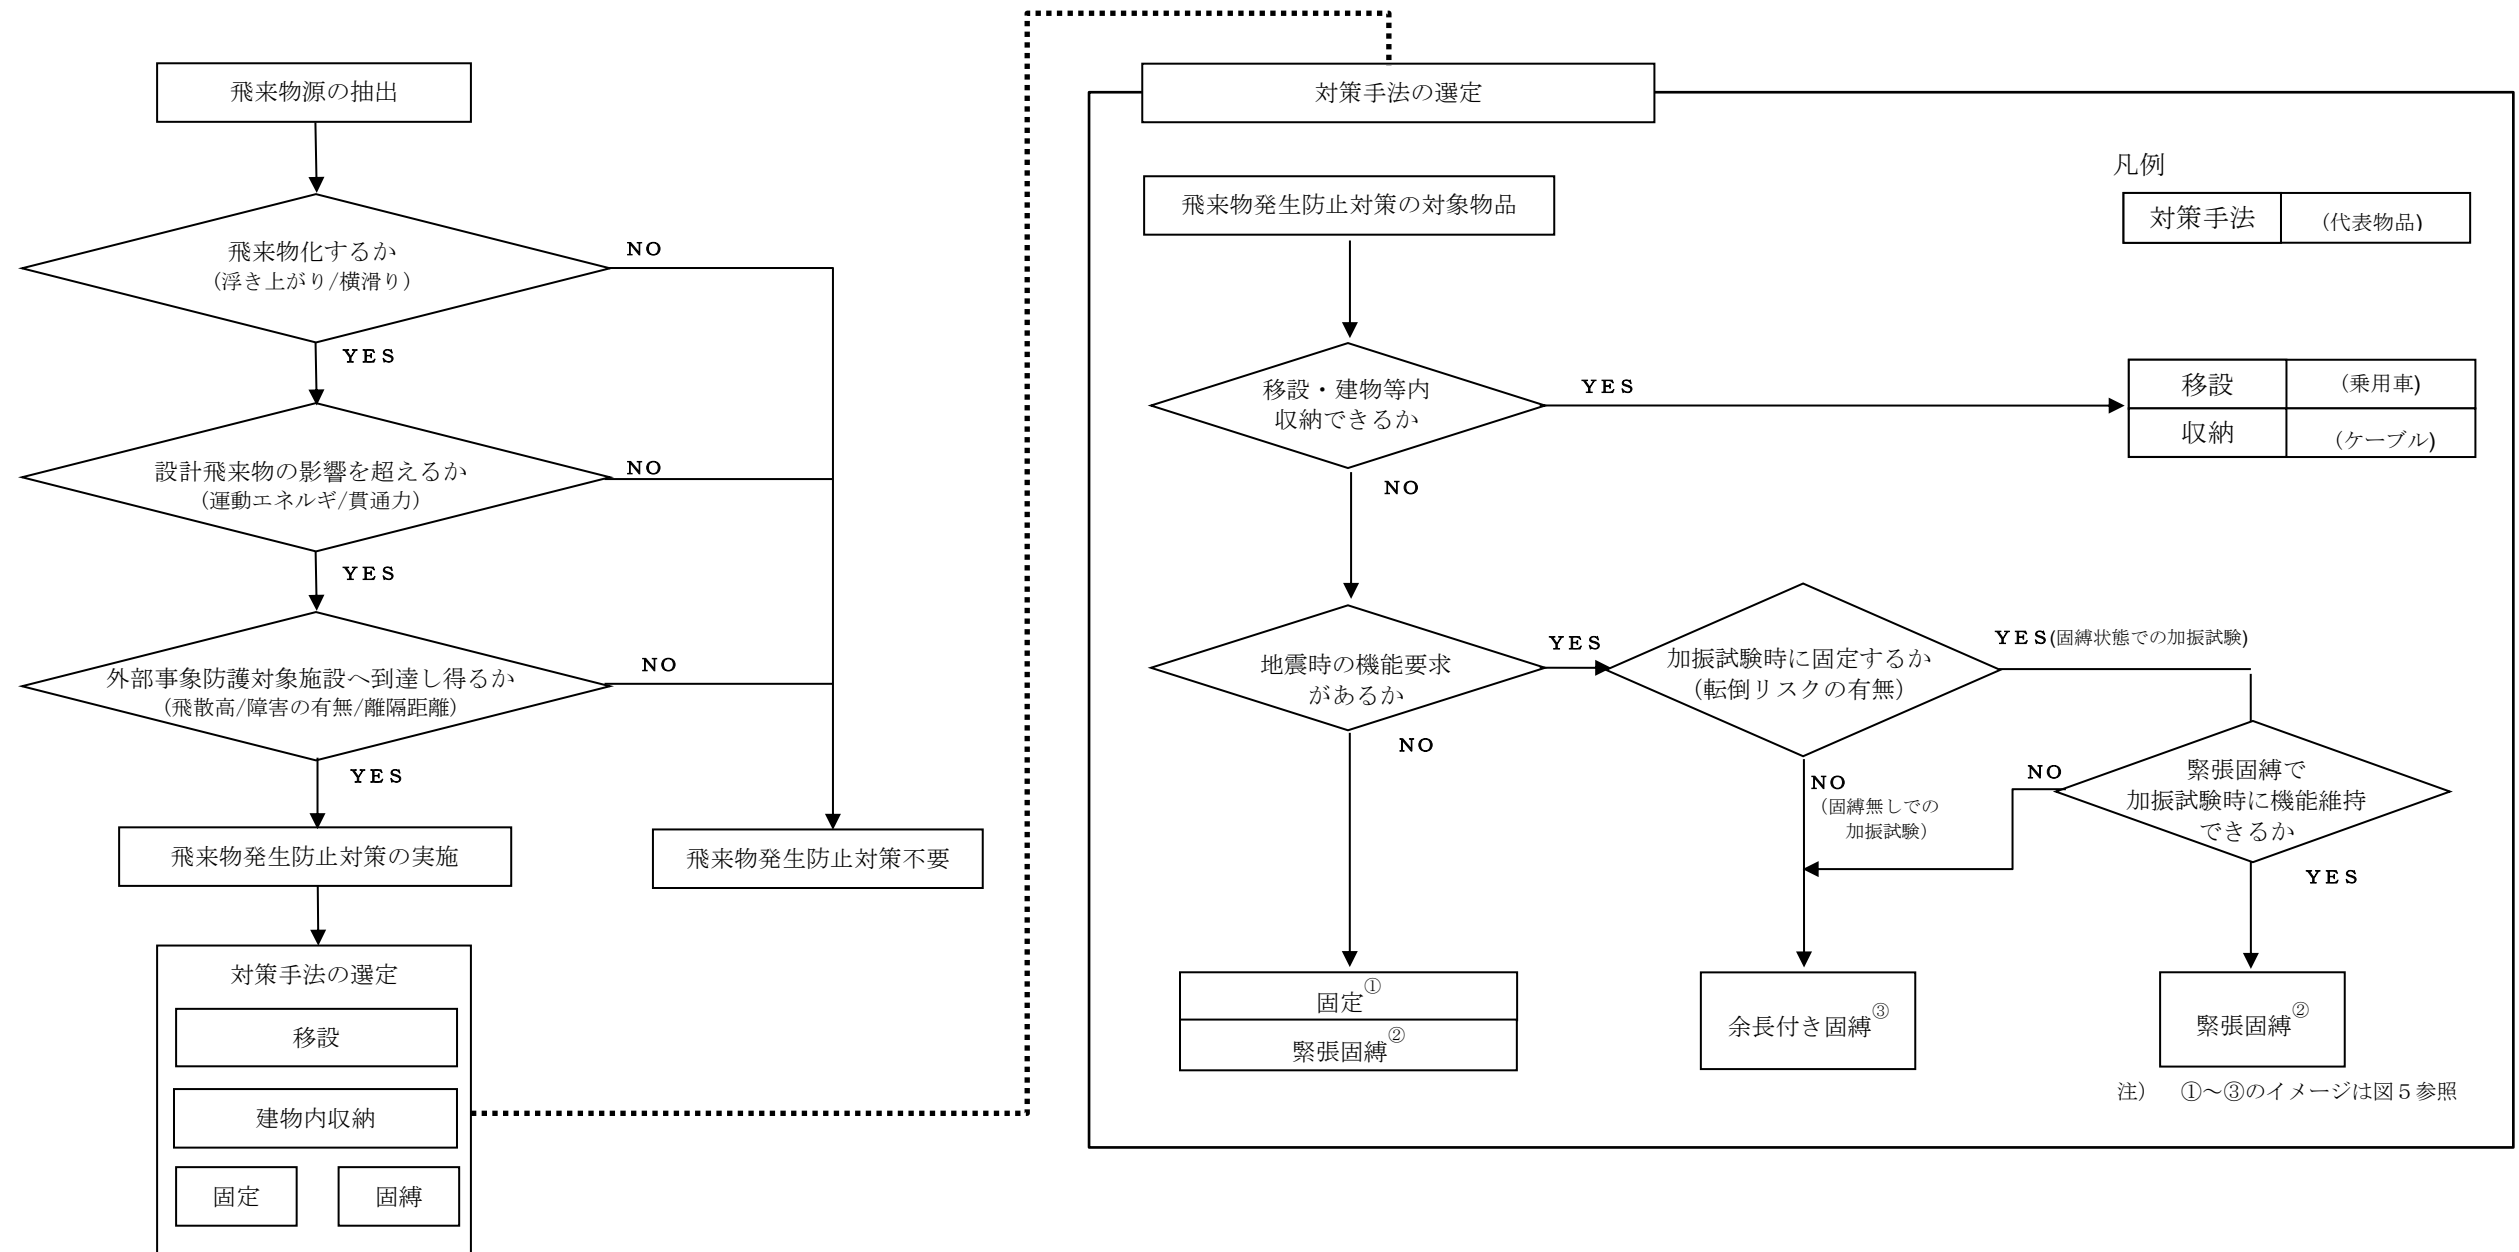 飛来物源の抽出
飛来物化するか
(浮き上がり/横滑り)
NO
YES
設計飛来物の影響を超えるか
(運動エネルギ/貫通力)
NO
YES
外部事象防護対象施設へ到達し得るか
(飛散高/障害の有無/離隔距離)
NO
YES
飛来物発生防止対策の実施
飛来物発生防止対策不要
対策手法の選定
移設
建物内収納
固定
固縛
対策手法の選定
凡例
対策手法
(代表物品)
飛来物発生防止対策の対象物品
移設・建物等内
収納できるか
YES
移設
(乗用車)
収納
(ケーブル)
NO
地震時の機能要求
があるか
YES
NO
加振試験時に固定するか
(転倒リスクの有無)
YES(固縛状態での加振試験)
NO
(固縛無しでの
加振試験)
緊張固縛で
加振試験時に機能維持
できるか
NO
YES
固定①
緊張固縛②
余長付き固縛③
緊張固縛②
注) ①~③のイメージは図5参照